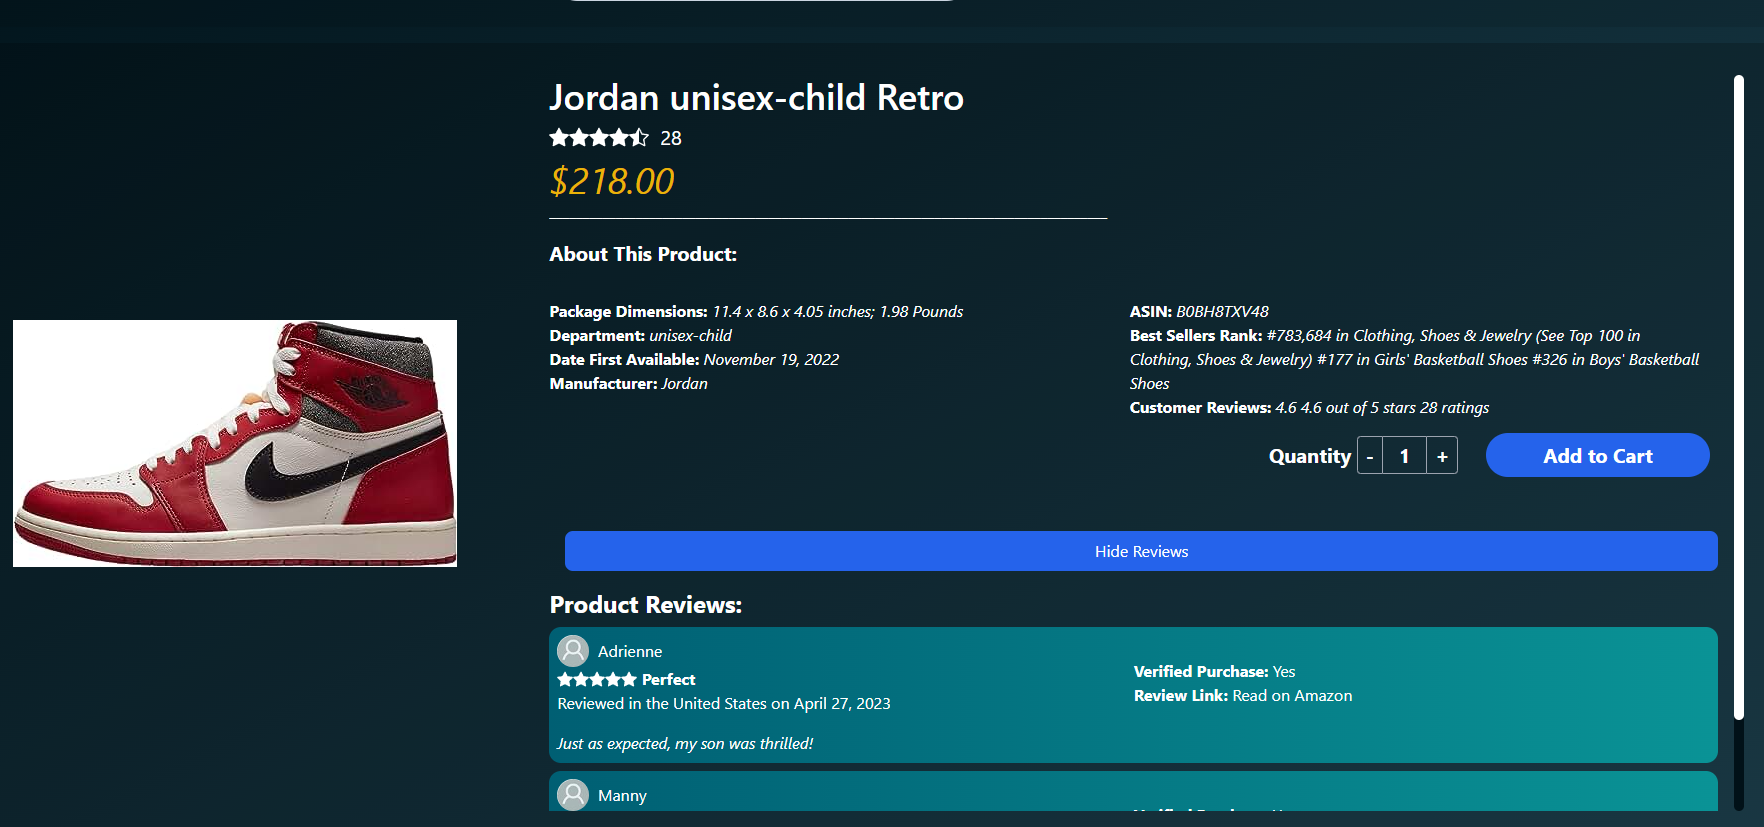 Jordan unisex-child Retro
28
$218.00
About This Product:
Package Dimensions: 11.4 x 8.6 x 4.05 inches; 1.98 Pounds
Department: unisex-child
Date First Available: November 19, 2022
Manufacturer: Jordan
ASIN: B0BH8TXV48
Best Sellers Rank: #783,684 in Clothing, Shoes & Jewelry (See Top 100 in
Clothing, Shoes & Jewelry) #177 in Girls' Basketball Shoes #326 in Boys' Basketball
Shoes
Customer Reviews: 4.6 4.6 out of 5 stars 28 ratings
Quantity - 1 + Add to Cart
Hide Reviews
Product Reviews:
Adrienne
Perfect
Reviewed in the United States on April 27, 2023
Just as expected, my son was thrilled!
Verified Purchase: Yes
Review Link: Read on Amazon
Manny